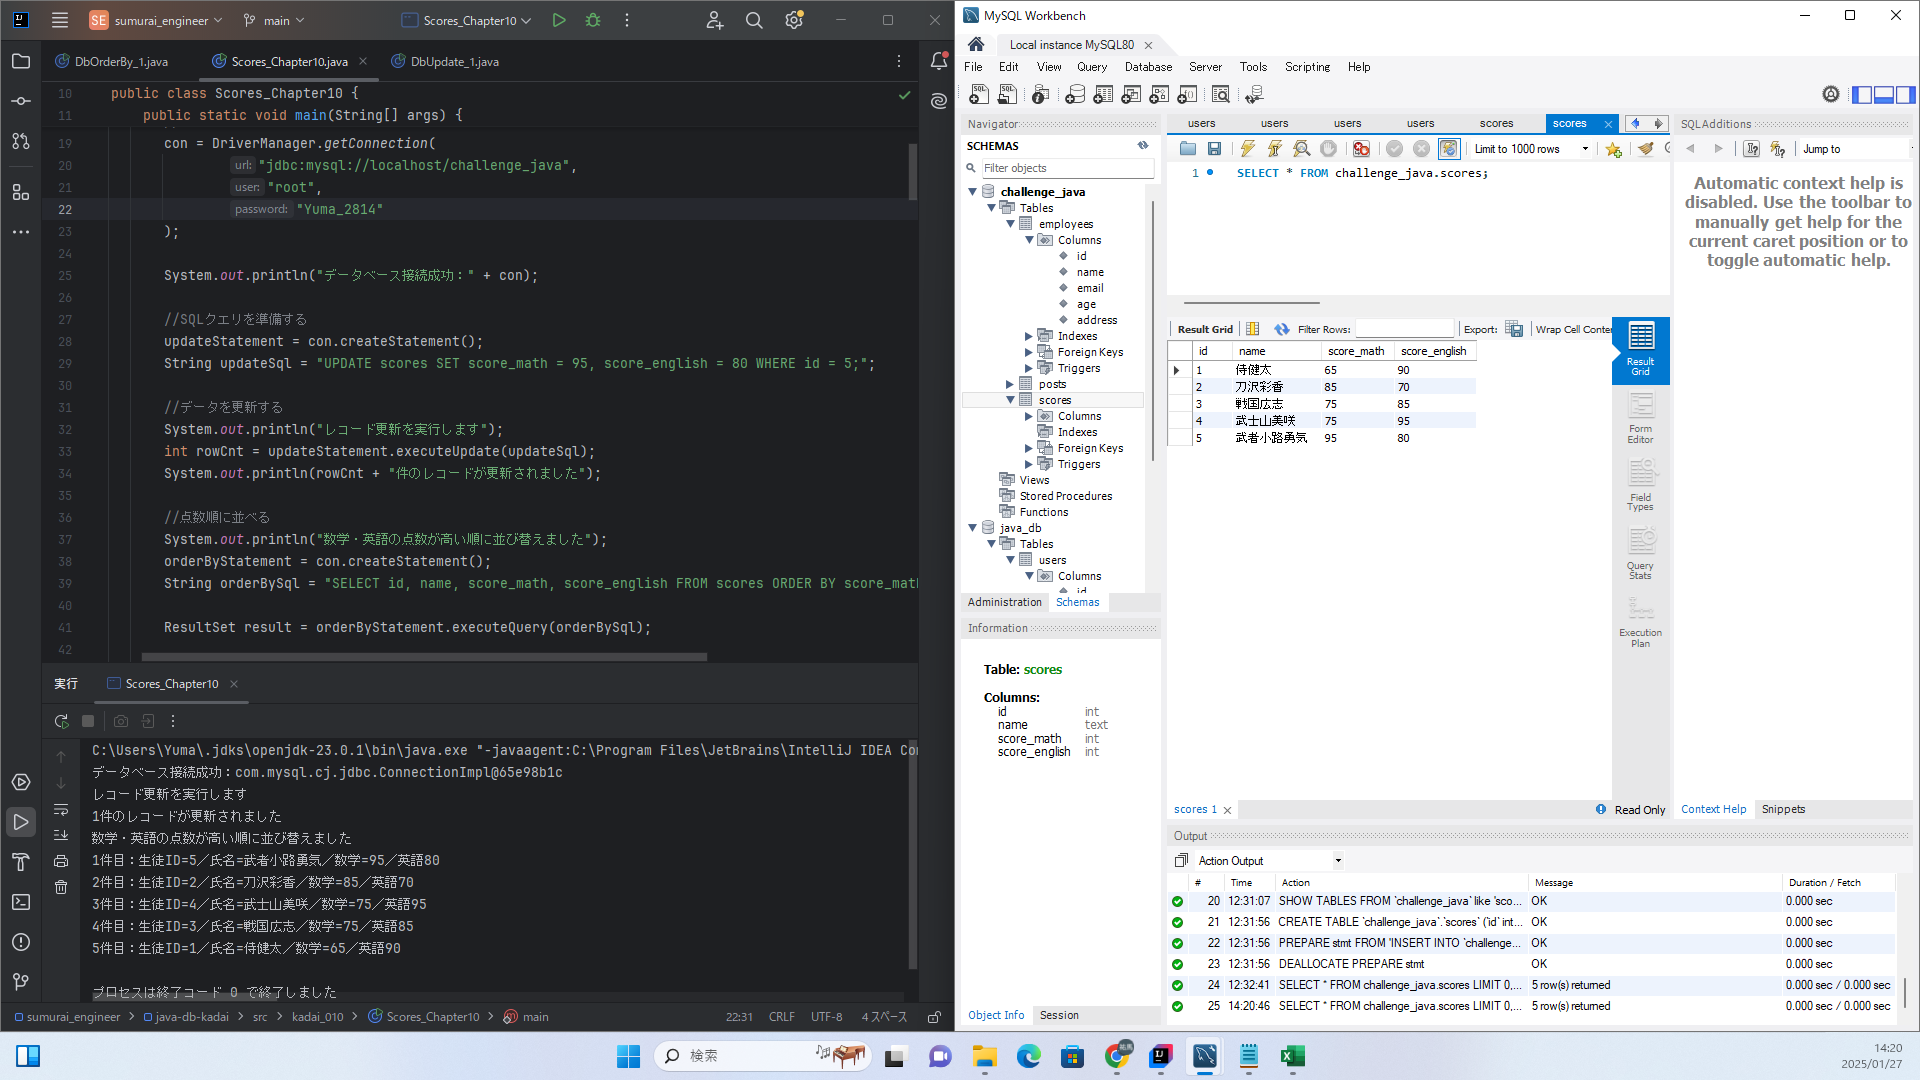 SE sumurai_engineer main Scores_Chapter10
DbOrderBy_1.java Scores_Chapter10.java DbUpdate_1.java
10 public class Scores_Chapter10 {
11 public static void main(String[] args) {
19 con = DriverManager.getConnection(
20 url: "jdbc:mysql://localhost/challenge_java",
21 user: "root",
22 password: "Yuma_2814"
23 );
24
25 System.out.println("データベース接続成功：" + con);
26
27 //SQLクエリを準備する
28 updateStatement = con.createStatement();
29 String updateSql = "UPDATE scores SET score_math = 95, score_english = 80 WHERE id = 5;";
30
31 //データを更新する
32 System.out.println("レコード更新を実行します");
33 int rowCnt = updateStatement.executeUpdate(updateSql);
34 System.out.println(rowCnt + "件のレコードが更新されました");
35
36 //点数順に並べる
37 System.out.println("数学・英語の点数が高い順に並び替えました");
38 orderByStatement = con.createStatement();
39 String orderBySql = "SELECT id, name, score_math, score_english FROM scores ORDER BY score_mat
40
41 ResultSet result = orderByStatement.executeQuery(orderBySql);
42
実行 Scores_Chapter10
C:\Users\Yuma\.jdks\openjdk-23.0.1\bin\java.exe "-javaagent:C:\Program Files\JetBrains\IntelliJ IDEA Co
データベース接続成功：com.mysql.cj.jdbc.ConnectionImpl@65e98b1c
レコード更新を実行します
1件のレコードが更新されました
数学・英語の点数が高い順に並び替えました
1件目：生徒ID=5／氏名=武者小路勇気／数学=95／英語80
2件目：生徒ID=2／氏名=刀沢彩香／数学=85／英語70
3件目：生徒ID=4／氏名=武士山美咲／数学=75／英語95
4件目：生徒ID=3／氏名=戦国広志／数学=75／英語85
5件目：生徒ID=1／氏名=侍健太／数学=65／英語90
プロセスは終了コード 0 で終了しました
sumurai_engineer java-db-kadai src kadai_010 Scores_Chapter10 main 22:31 CRLF UTF-8 4 スペース
MySQL Workbench
Local instance MySQL80
File Edit View Query Database Server Tools Scripting Help
Navigator
SCHEMAS
Filter objects
challenge_java
Tables
employees
Columns
id
name
email
age
address
Indexes
Foreign Keys
Triggers
posts
scores
Columns
Indexes
Foreign Keys
Triggers
Views
Stored Procedures
Functions
java_db
Tables
users
Columns
id
Administration Schemas
Information
Table: scores
Columns:
id int
name text
score_math int
score_english int
Object Info Session
users users users users scores scores
Limit to 1000 rows
1 SELECT * FROM challenge_java.scores;
Result Grid Filter Rows: Export: Wrap Cell Conter
id name score_math score_english
1 侍健太 65 90
2 刀沢彩香 85 70
3 戦国広志 75 85
4 武士山美咲 75 95
5 武者小路勇気 95 80
Result
Grid
Form
Editor
Field
Types
Query
Stats
Execution
Plan
scores 1 Read Only
SQLAdditions
Jump to
Automatic context help is
disabled. Use the toolbar to
manually get help for the
current caret position or to
toggle automatic help.
Context Help Snippets
Output
Action Output
# Time Action Message Duration / Fetch
20 12:31:07 SHOW TABLES FROM `challenge_java` like 'sco... OK 0.000 sec
21 12:31:56 CREATE TABLE `challenge_java`.`scores` (`id` int... OK 0.000 sec
22 12:31:56 PREPARE stmt FROM 'INSERT INTO `challenge... OK 0.000 sec
23 12:31:56 DEALLOCATE PREPARE stmt OK 0.000 sec
24 12:32:41 SELECT * FROM challenge_java.scores LIMIT 0,... 5 row(s) returned 0.000 sec / 0.000 sec
25 14:20:46 SELECT * FROM challenge_java.scores LIMIT 0,... 5 row(s) returned 0.000 sec / 0.000 sec
検索
14:20
2025/01/27